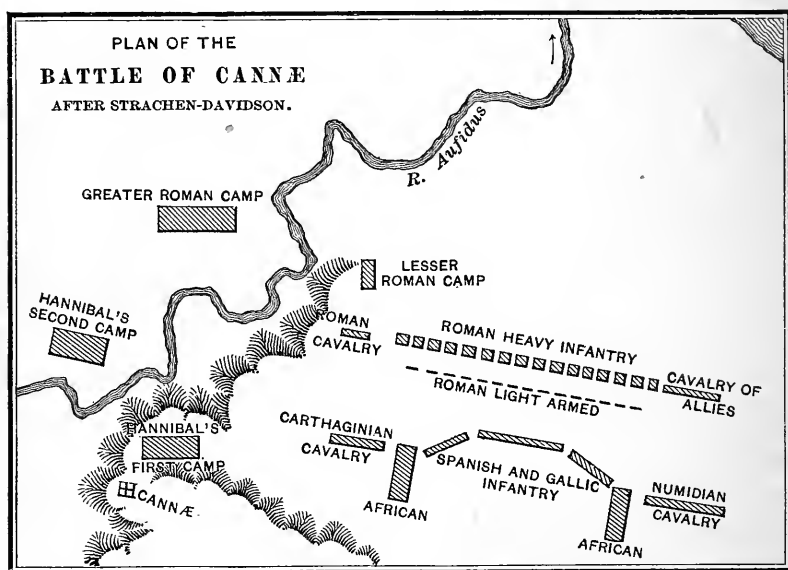 PLAN OF THE
BATTLE OF CANNÆ
AFTER STRACHEN-DAVIDSON.
R. Aufidus
GREATER ROMAN CAMP
LESSER
ROMAN CAMP
HANNIBAL'S
SECOND CAMP
ROMAN
CAVALRY
ROMAN HEAVY INFANTRY
CAVALRY OF
ALLIES
ROMAN LIGHT ARMED
HANNIBAL'S
FIRST CAMP
CANNÆ
CARTHAGINIAN
CAVALRY
AFRICAN
SPANISH AND GALLIC
INFANTRY
NUMIDIAN
CAVALRY
AFRICAN